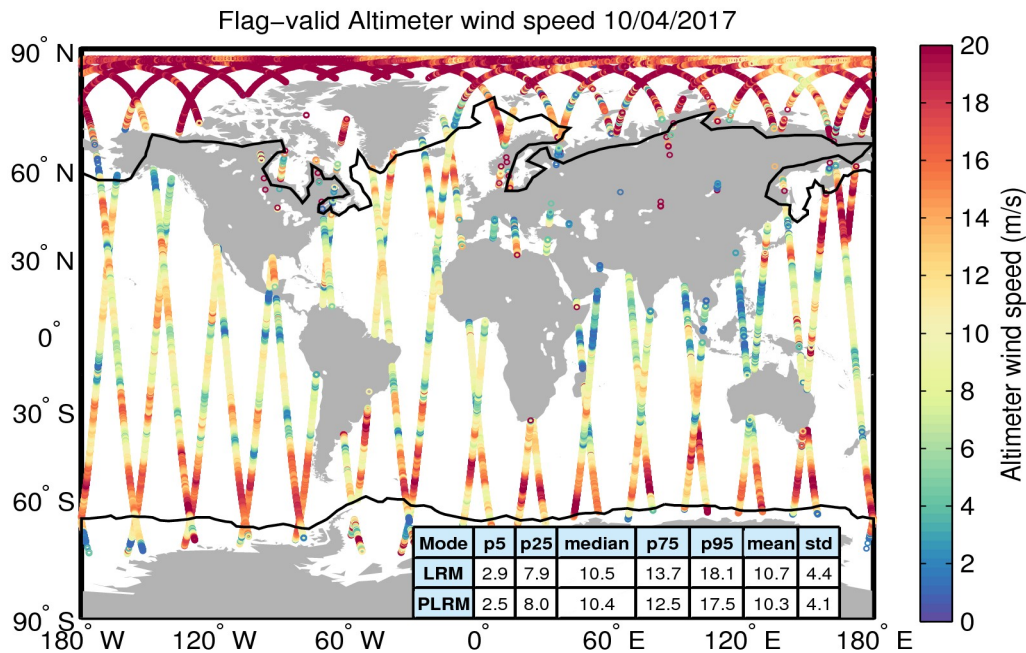 Flag−valid Altimeter wind speed 10/04/2017
90° N
60° N
30° N
0°
30° S
60° S
90° S
180° W
120° W
60° W
0°
60° E
120° E
180° E
Mode p5 p25 median p75 p95 mean std
LRM 2.9 7.9 10.5 13.7 18.1 10.7 4.4
PLRM 2.5 8.0 10.4 12.5 17.5 10.3 4.1
20
18
16
14
12
10
8
6
4
2
0
Altimeter wind speed (m/s)